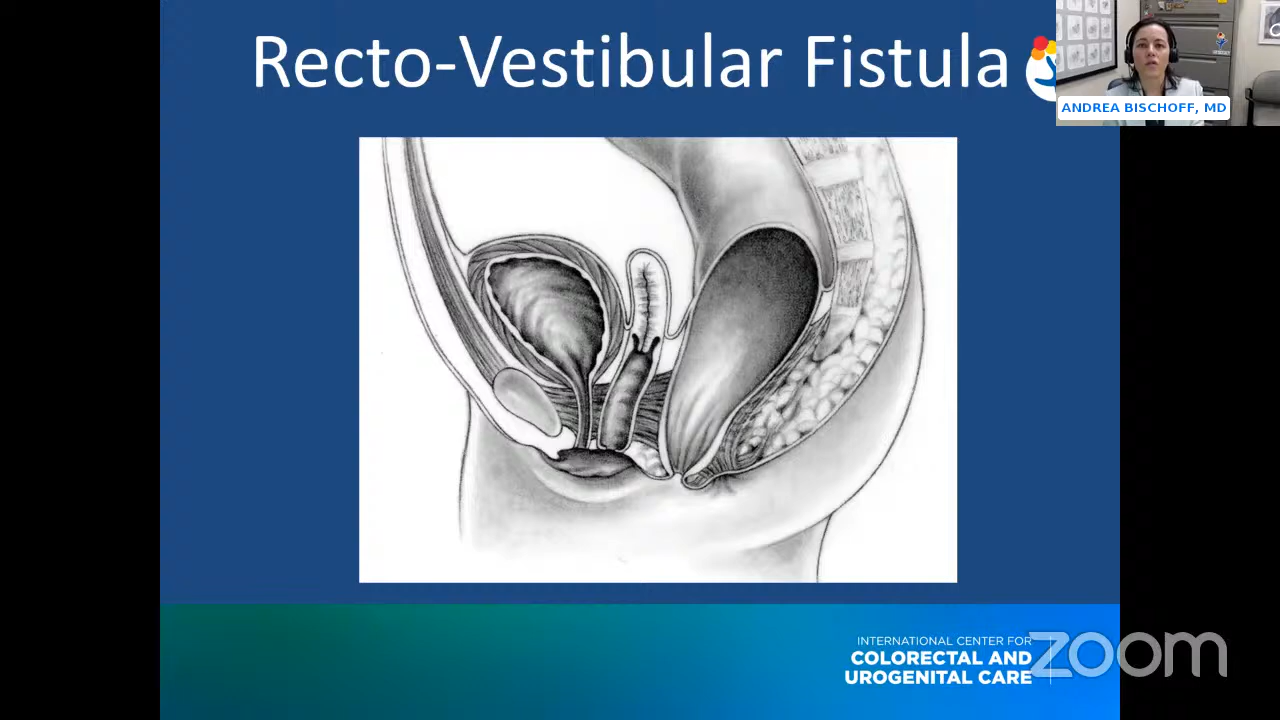 Recto-Vestibular Fistula
ANDREA BISCHOFF, MD
INTERNATIONAL CENTER FOR
COLORECTAL AND
UROGENITAL CARE
zoom